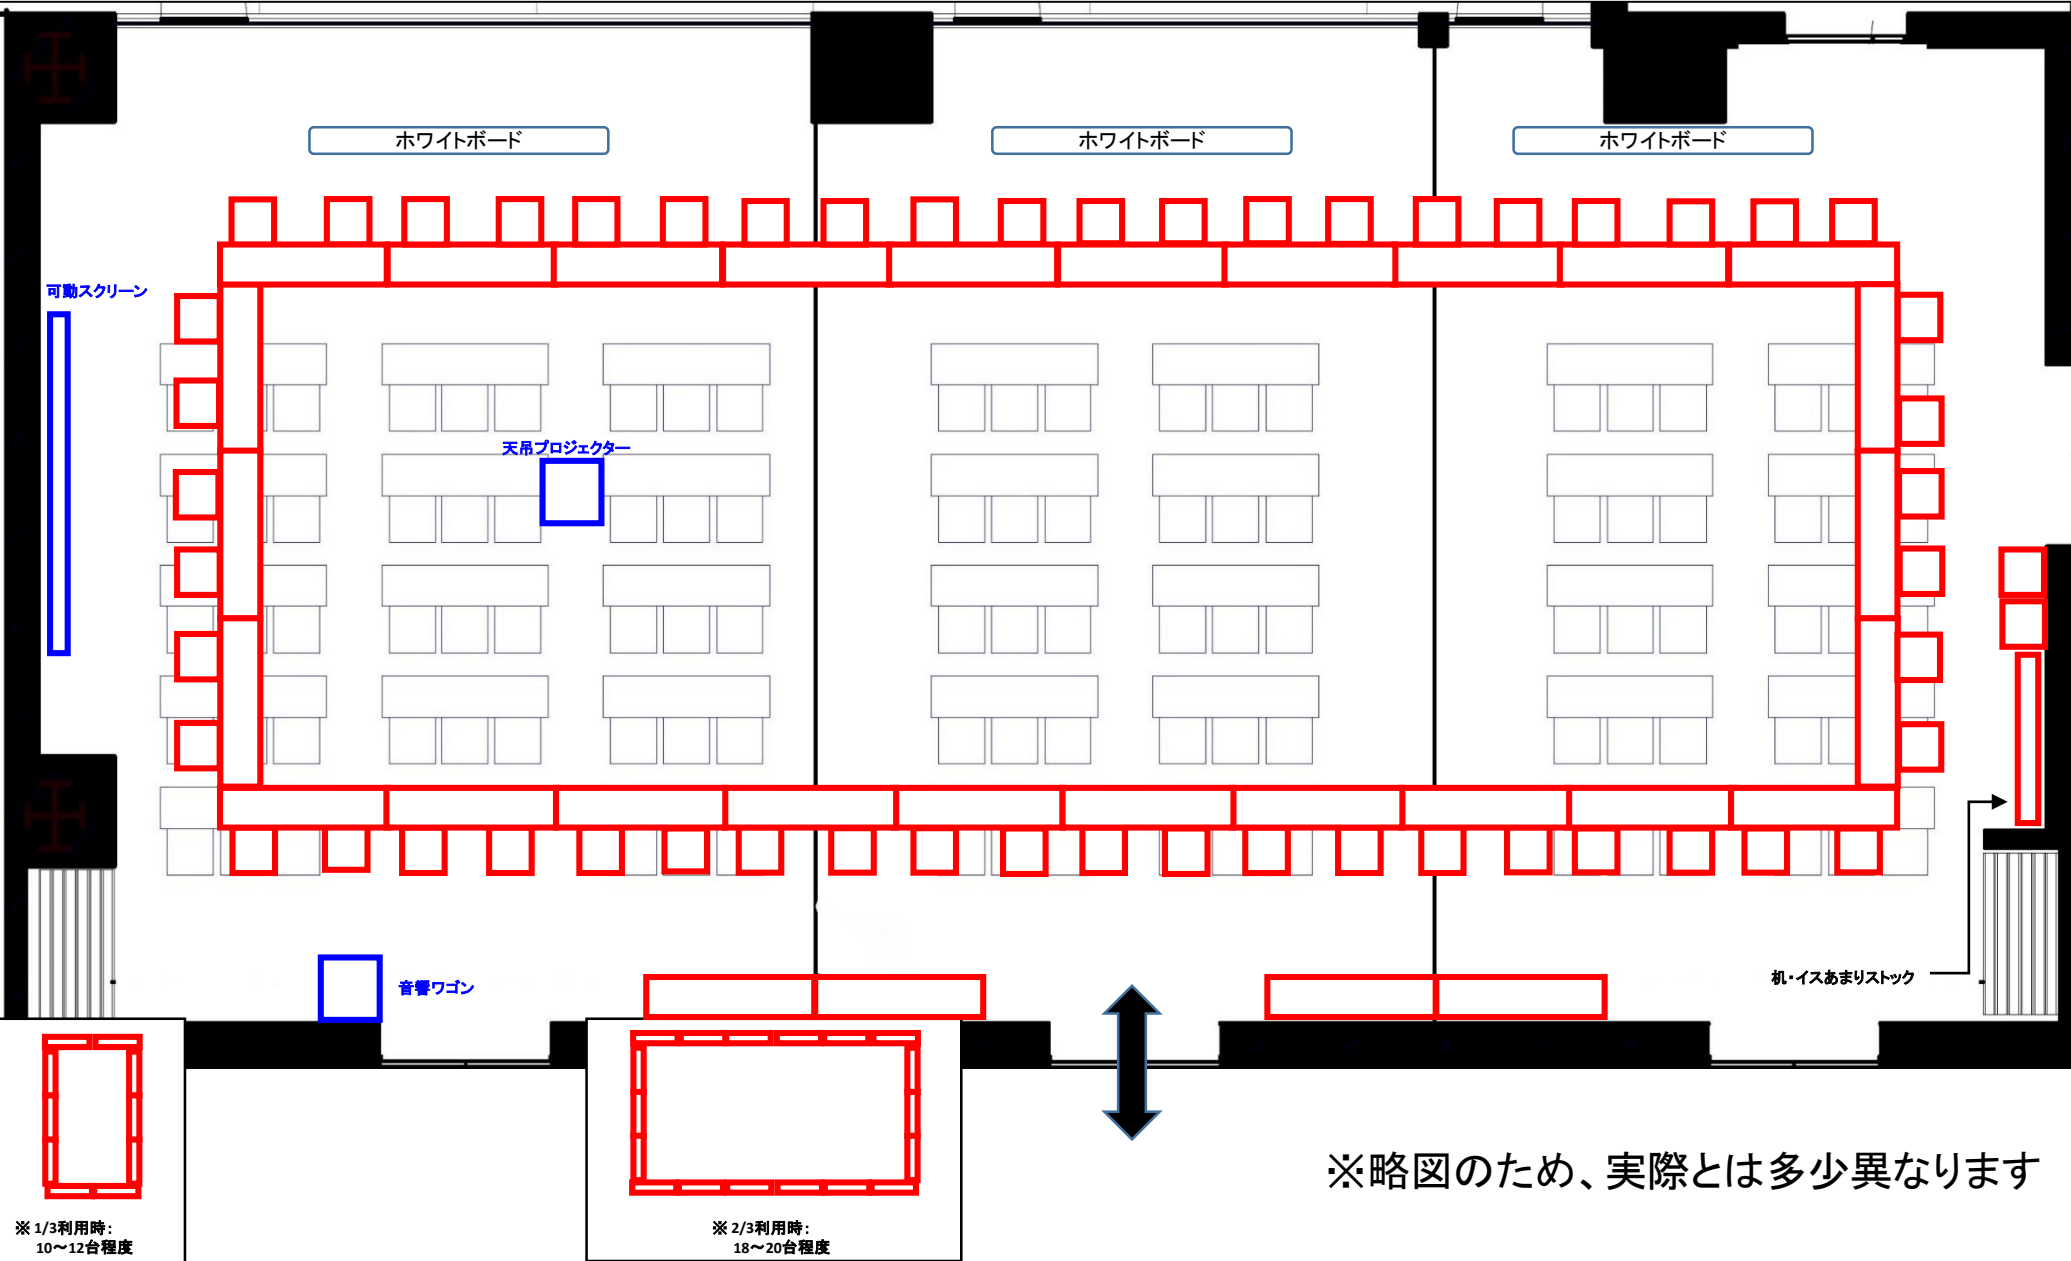 ホワイトボード
ホワイトボード
ホワイトボード
可動スクリーン
天吊プロジェクター
音響ワゴン
机・イスあまりストック
※略図のため、実際とは多少異なります
※ 1/3利用時：
10～12台程度
※ 2/3利用時：
18～20台程度